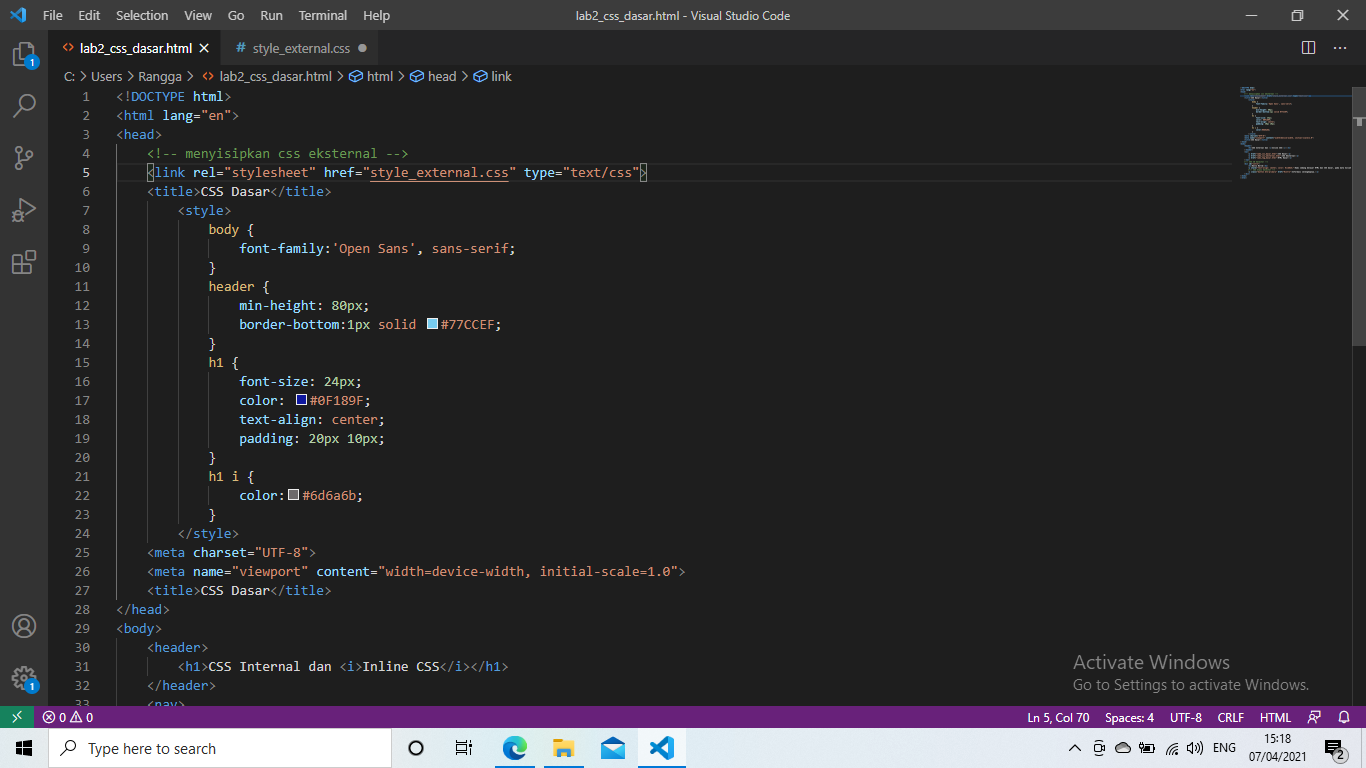 File Edit Selection View Go Run Terminal Help lab2_css_dasar.html - Visual Studio Code
<> lab2_css_dasar.html # style_external.css
C: > Users > Rangga > <> lab2_css_dasar.html > html > head > link
1 <!DOCTYPE html>
2 <html lang="en">
3 <head>
4 <!-- menyisipkan css eksternal -->
5 <link rel="stylesheet" href="style_external.css" type="text/css">
6 <title>CSS Dasar</title>
7 <style>
8 body {
9 font-family:'Open Sans', sans-serif;
10 }
11 header {
12 min-height: 80px;
13 border-bottom:1px solid #77CCEF;
14 }
15 h1 {
16 font-size: 24px;
17 color: #0F189F;
18 text-align: center;
19 padding: 20px 10px;
20 }
21 h1 i {
22 color:#6d6a6b;
23 }
24 </style>
25 <meta charset="UTF-8">
26 <meta name="viewport" content="width=device-width, initial-scale=1.0">
27 <title>CSS Dasar</title>
28 </head>
29 <body>
30 <header>
31 <h1>CSS Internal dan <i>Inline CSS</i></h1>
32 </header>
33 <nav>
1
1
Activate Windows
Go to Settings to activate Windows.
0 0 Ln 5, Col 70 Spaces: 4 UTF-8 CRLF HTML
Type here to search ENG 15:18
07/04/2021 2